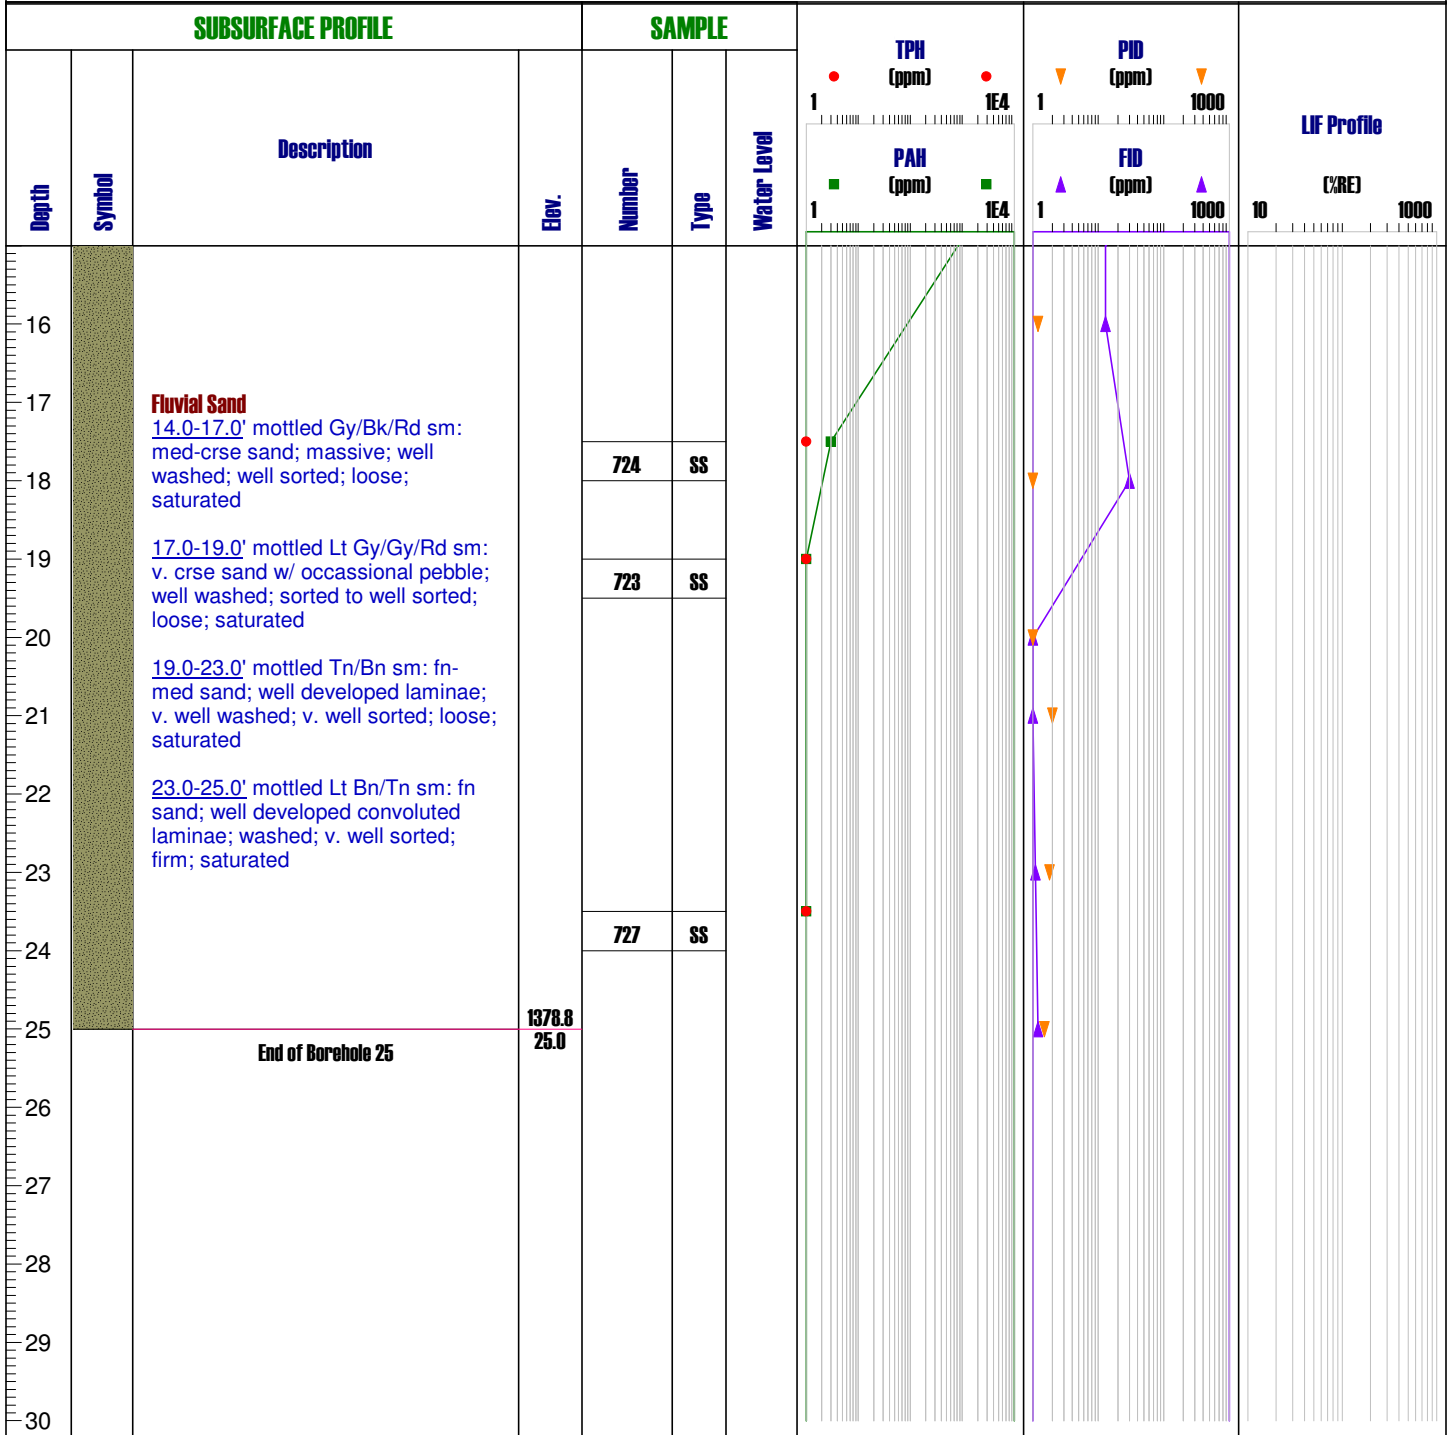 SUBSURFACE PROFILE
SAMPLE
Depth
Symbol
Description
Elev.
Number
Type
Water Level
TPH
(ppm)
1 1E4
PAH
(ppm)
1 1E4
PID
(ppm)
1 1000
FID
(ppm)
1 1000
LIF Profile
(%RE)
10 1000
16
17
18
19
20
21
22
23
24
25
26
27
28
29
30
Fluvial Sand
14.0-17.0' mottled Gy/Bk/Rd sm:
med-crse sand; massive; well
washed; well sorted; loose;
saturated
17.0-19.0' mottled Lt Gy/Gy/Rd sm:
v. crse sand w/ occassional pebble;
well washed; sorted to well sorted;
loose; saturated
19.0-23.0' mottled Tn/Bn sm: fn-
med sand; well developed laminae;
v. well washed; v. well sorted; loose;
saturated
23.0-25.0' mottled Lt Bn/Tn sm: fn
sand; well developed convoluted
laminae; washed; v. well sorted;
firm; saturated
End of Borehole 25
1378.8
25.0
724 SS
723 SS
727 SS